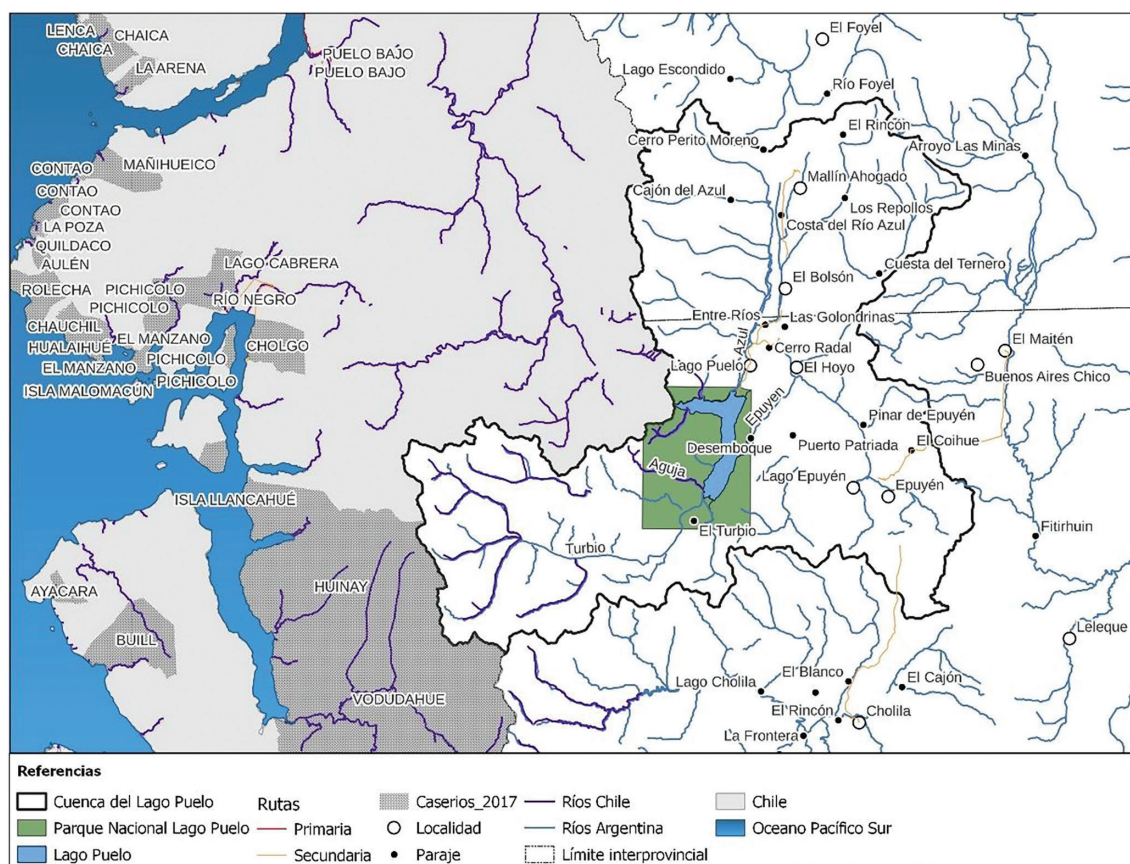 LENCA
CHAICA
CHAICA
LA ARENA
PUELO BAJO
PUELO BAJO
El Foyel
Lago Escondido
Río Foyel
El Rincón
Cerro Perito Moreno
Arroyo Las Minas
CONTAO
MAÑIHUEICO
CONTAO
CONTAO
LA POZA
QUILDACO
AULÉN
Mallín Ahogado
Cajón del Azul
Los Repollos
Costa del Río Azul
LAGO CABRERA
Cuesta del Ternero
ROLECHA
PICHICOLO
PICHICOLO
RÍO NEGRO
El Bolsón
CHAUCHIL
HUALAIHUÉ
EL MANZANO
CHOLGO
EL MANZANO
PICHICOLO
ISLA MALOMACÚN
PICHICOLO
Entre Ríos
Las Golondrinas
Azul
Cerro Radal
El Maitén
Lago Puelo
El Hoyo
Buenos Aires Chico
Epuyen
Pinar de Epuyén
Desemboque
Puerto Patriada
El Coihue
Aguja
Lago Epuyén
Epuyén
ISLA LLANCAHUÉ
El Turbio
Fitirhuin
Turbio
AYACARA
HUINAY
BUILL
Leleque
VODUDAHUE
Lago Cholila
El Blanco
El Cajón
El Rincón
Cholila
La Frontera
Referencias
Cuenca del Lago Puelo
Rutas
Caserios_2017
Ríos Chile
Chile
Parque Nacional Lago Puelo
Primaria
Localidad
Ríos Argentina
Oceano Pacífico Sur
Lago Puelo
Secundaria
Paraje
Límite interprovincial